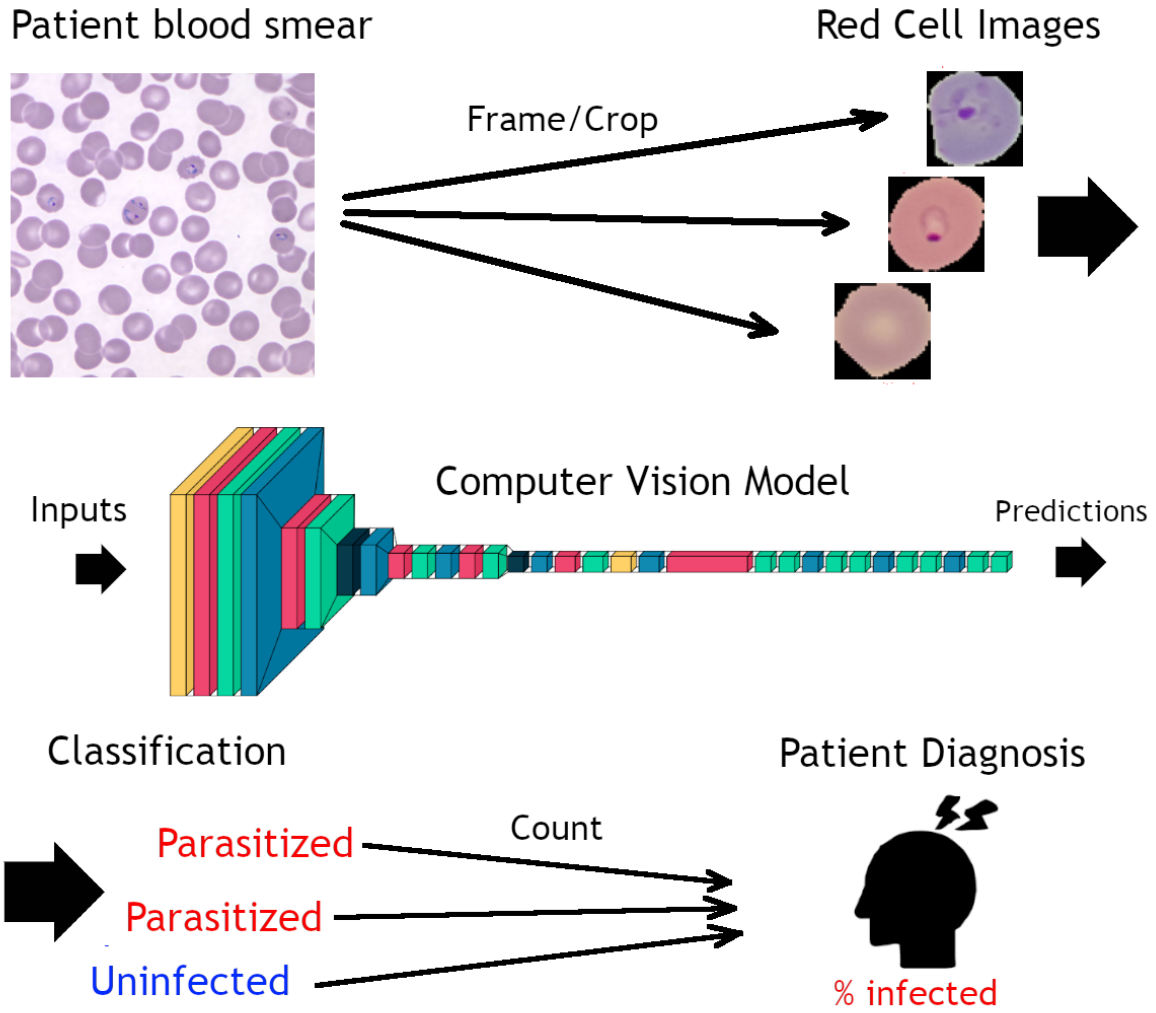 Patient blood smear
Red Cell Images
Frame/Crop
Computer Vision Model
Inputs
Predictions
Classification
Patient Diagnosis
Count
Parasitized
Parasitized
Uninfected
% infected